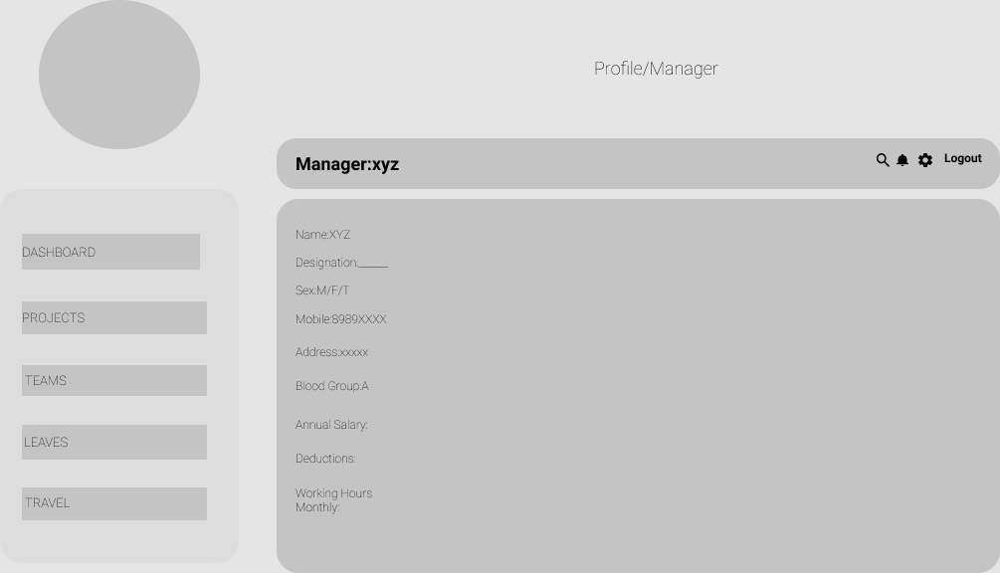 Profile/Manager
Manager:xyz
Logout
DASHBOARD
PROJECTS
TEAMS
LEAVES
TRAVEL
Name:XYZ
Designation:_____
Sex:M/F/T
Mobile:8989XXXX
Address:xxxxx
Blood Group:A
Annual Salary:
Deductions:
Working Hours
Monthly: